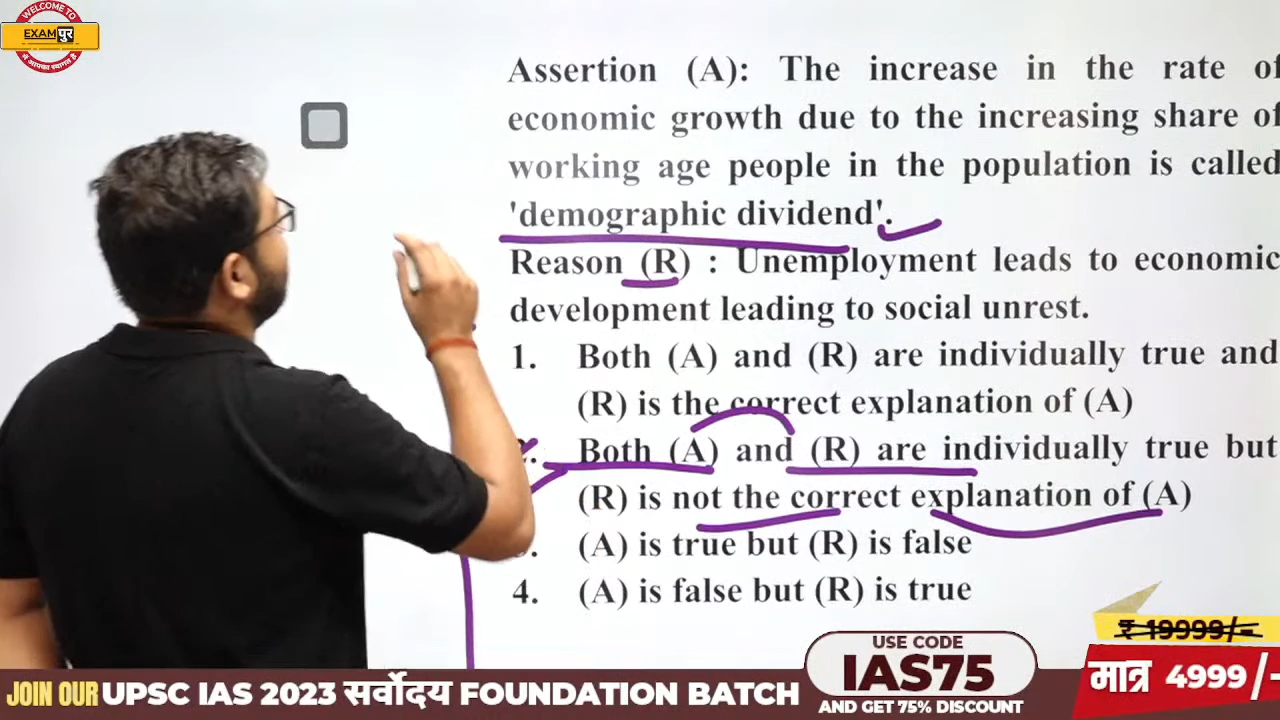 WELCOME TO
EXAMपुर
में आपका स्वागत है
Assertion (A): The increase in the rate of
economic growth due to the increasing share of
working age people in the population is called
'demographic dividend'.
Reason (R) : Unemployment leads to economic
development leading to social unrest.
1. Both (A) and (R) are individually true and
(R) is the correct explanation of (A)
2. Both (A) and (R) are individually true but
(R) is not the correct explanation of (A)
3. (A) is true but (R) is false
4. (A) is false but (R) is true
₹ 19999/-
USE CODE
IAS75
AND GET 75% DISCOUNT
मात्र 4999/-
JOIN OUR UPSC IAS 2023 सर्वोदय FOUNDATION BATCH